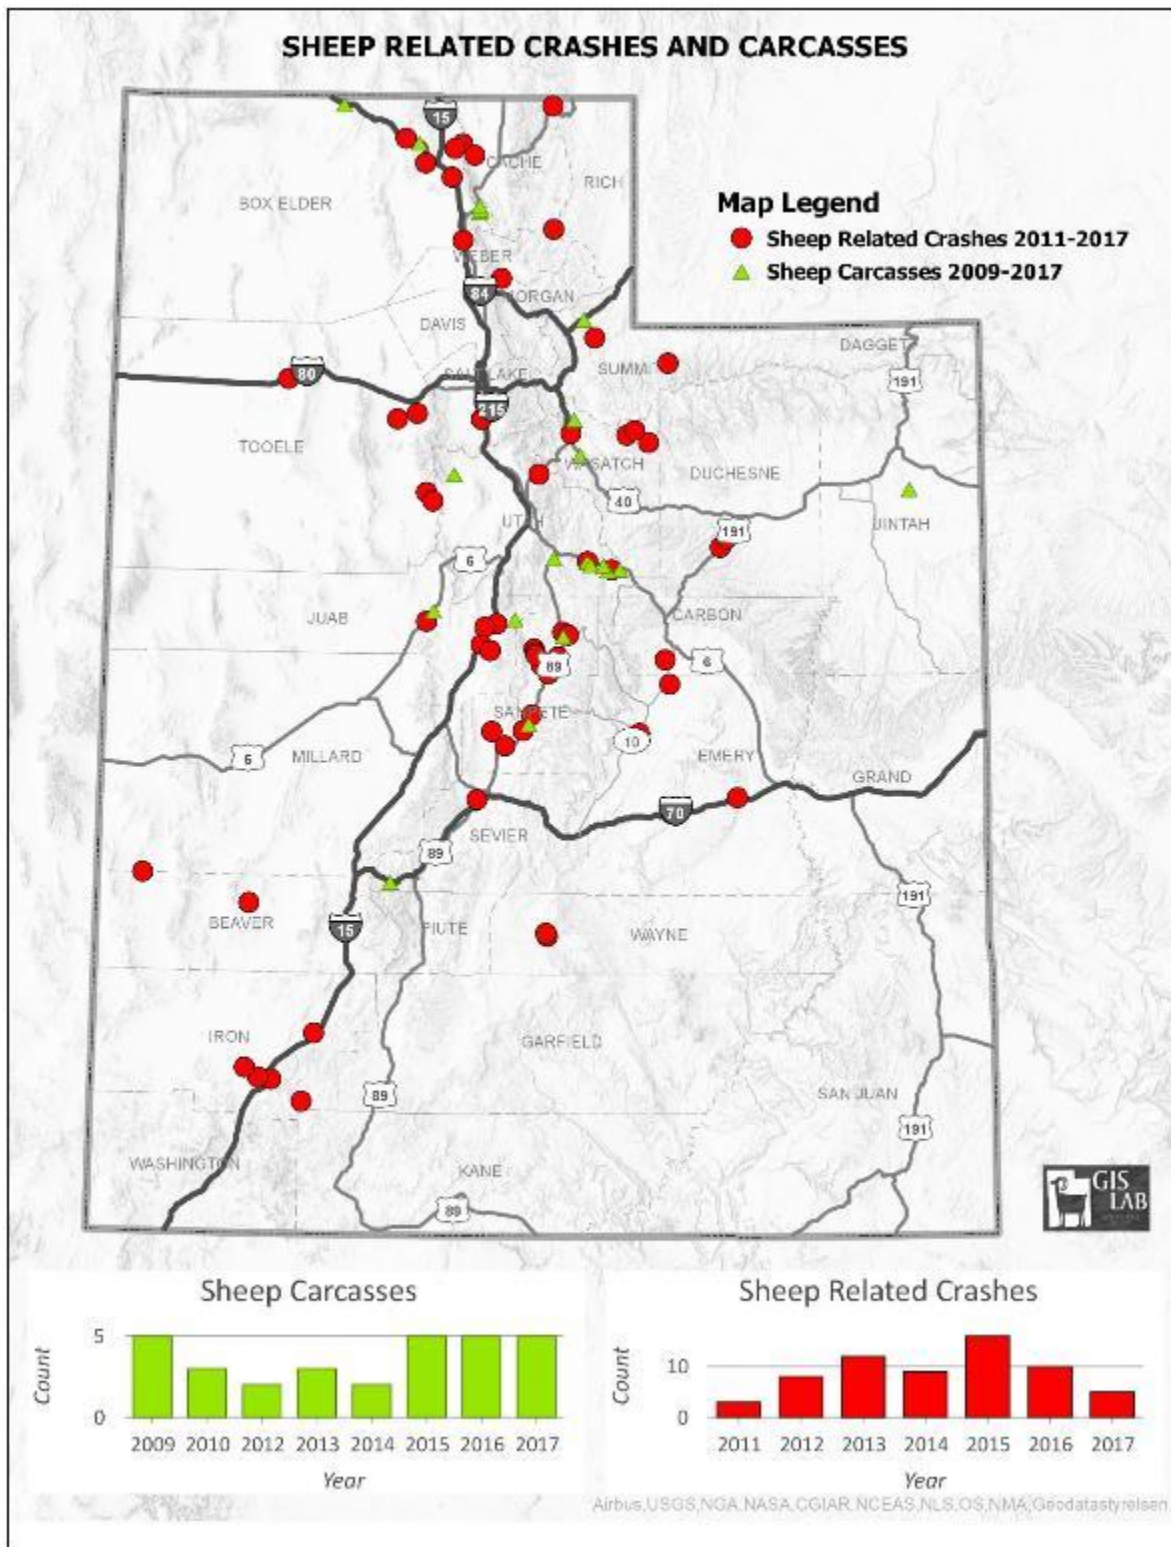 SHEEP RELATED CRASHES AND CARCASSES
15
CACHE
RICH
BOX ELDER
Map Legend
Sheep Related Crashes 2011-2017
Sheep Carcasses 2009-2017
WEBER
84
ORGAN
DAVIS
DAGGET
80
SUMM
191
215
TOOELE
WASATCH
DUCHESNE
40
UTAH
191
JINTAH
6
JUAB
CARBON
89
6
SANPETE
10
6
MILLARD
EMERY
GRAND
70
SEVIER
89
191
BEAVER
15
PIUTE
WAYNE
IRON
GARFIELD
89
SAN JUAN
191
WASHINGTON
KANE
89
GIS
LAB
Sheep Carcasses
Count
5
0
2009 2010 2012 2013 2014 2015 2016 2017
Year
Sheep Related Crashes
Count
10
0
2011 2012 2013 2014 2015 2016 2017
Year
Airbus,USGS,NGA,NASA,CGIAR,NCEAS,NLS,OS,NMA,Geodatastyrelsen